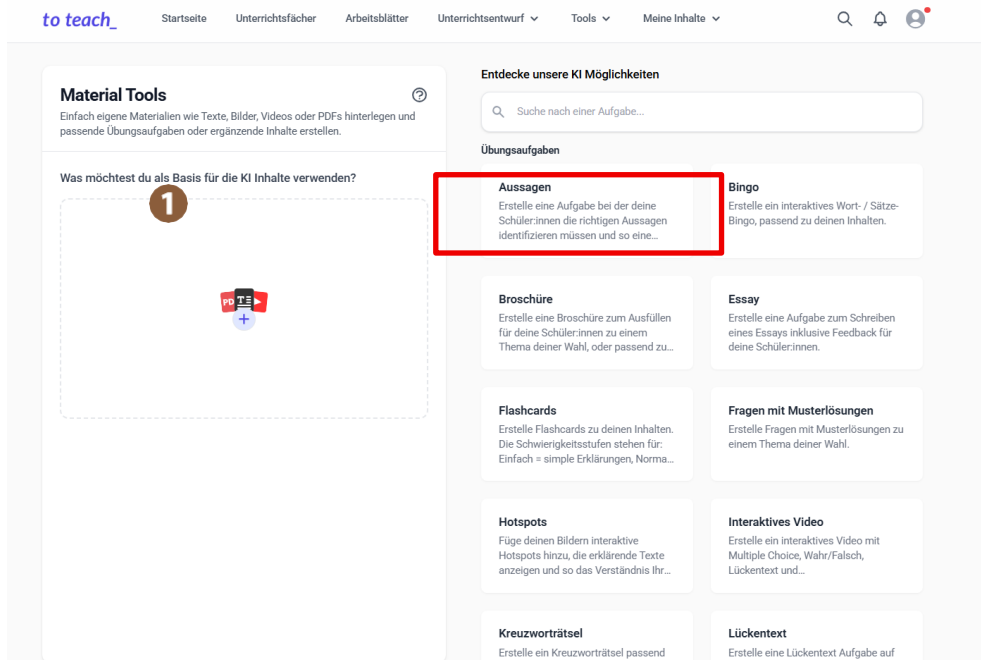 to teach_
Startseite
Unterrichtsfächer
Arbeitsblätter
Unterrichtsentwurf
Tools
Meine Inhalte
Material Tools
Einfach eigene Materialien wie Texte, Bilder, Videos oder PDFs hinterlegen und
passende Übungsaufgaben oder ergänzende Inhalte erstellen.
Was möchtest du als Basis für die KI Inhalte verwenden?
1
PD TE
Entdecke unsere KI Möglichkeiten
Suche nach einer Aufgabe...
Übungsaufgaben
Aussagen
Erstelle eine Aufgabe bei der deine
Schüler:innen die richtigen Aussagen
identifizieren müssen und so eine...
Bingo
Erstelle ein interaktives Wort- / Sätze-
Bingo, passend zu deinen Inhalten.
Broschüre
Erstelle eine Broschüre zum Ausfüllen
für deine Schüler:innen zu einem
Thema deiner Wahl, oder passend zu...
Essay
Erstelle eine Aufgabe zum Schreiben
eines Essays inklusive Feedback für
deine Schüler:innen.
Flashcards
Erstelle Flashcards zu deinen Inhalten.
Die Schwierigkeitsstufen stehen für:
Einfach = simple Erklärungen, Norma...
Fragen mit Musterlösungen
Erstelle Fragen mit Musterlösungen zu
einem Thema deiner Wahl.
Hotspots
Füge deinen Bildern interaktive
Hotspots hinzu, die erklärende Texte
anzeigen und so das Verständnis Ihr...
Interaktives Video
Erstelle ein interaktives Video mit
Multiple Choice, Wahr/Falsch,
Lückentext und...
Kreuzworträtsel
Erstelle ein Kreuzworträtsel passend
Lückentext
Erstelle eine Lückentext Aufgabe auf